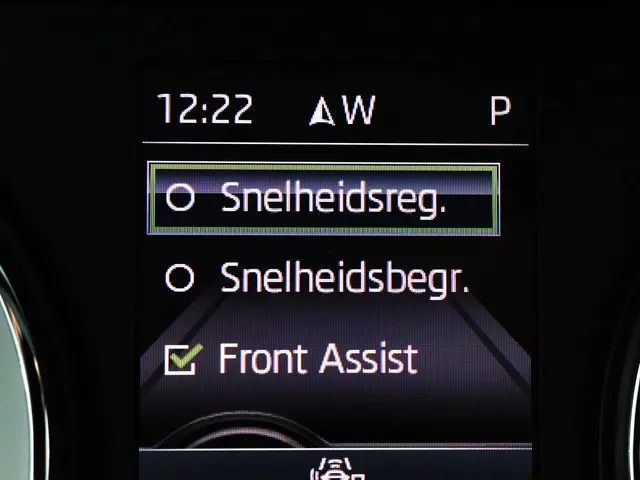 12:22 W P
Snelheidsreg.
Snelheidsbegr.
Front Assist